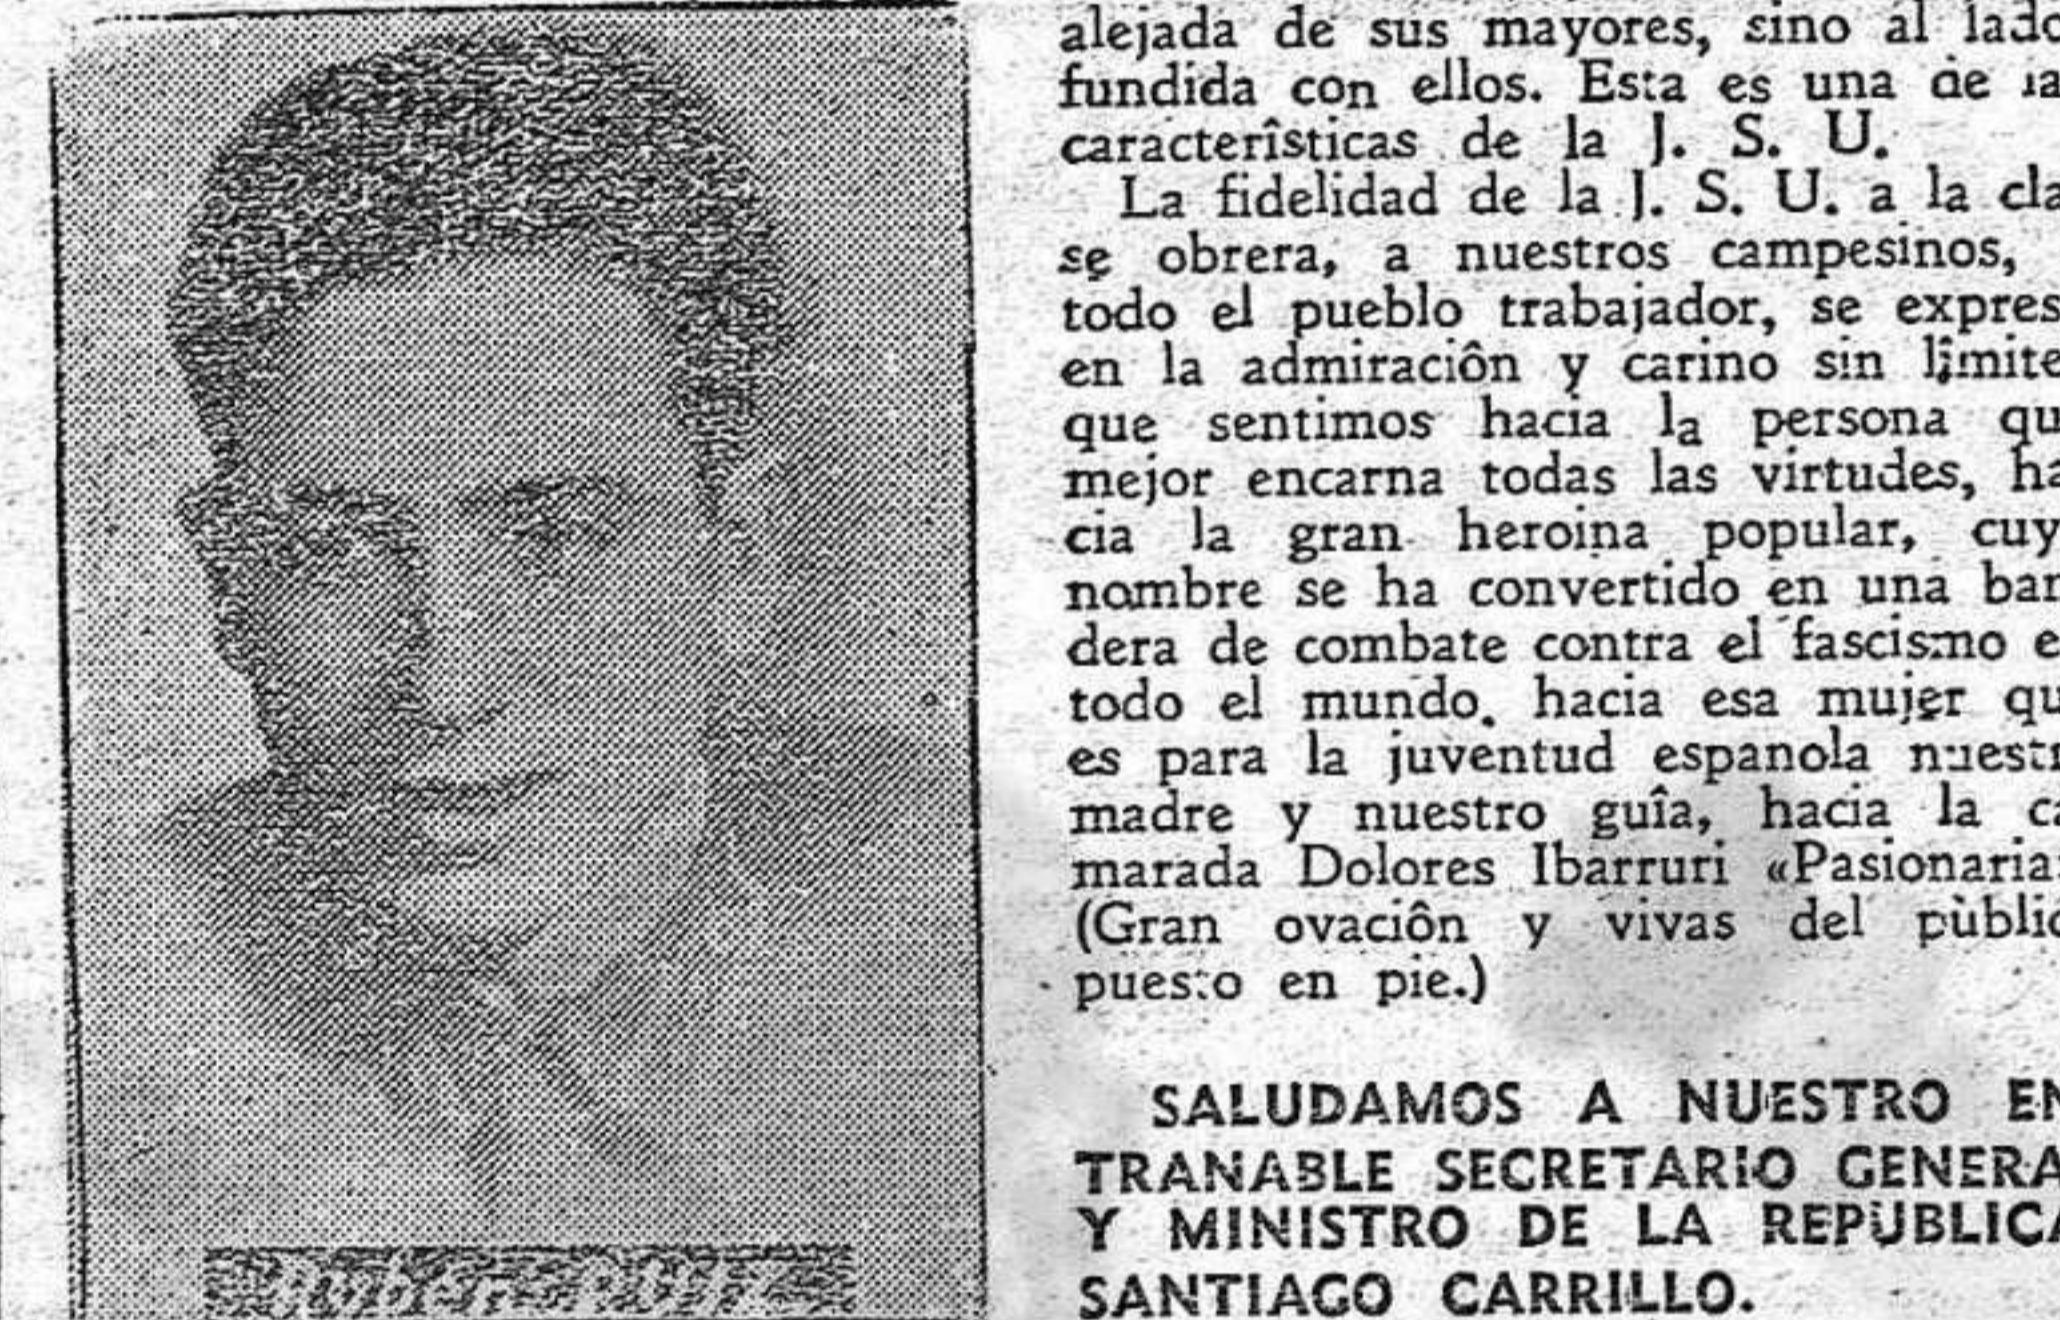 alejada de sus mayores, sino al lado
fundida con ellos. Esta es una de la
caracterîsticas de la J. S. U.
La fidelidad de la J. S. U. a la cla
se obrera, a nuestros campesinos,
todo el pueblo trabajador, se expres
en la admiraciôn y carino sin lîmite
que sentimos hacia la persona qu
mejor encarna todas las virtudes, ha
cia la gran heroina popular, cuy
nombre se ha convertido en una ban
dera de combate contra el fascismo e
todo el mundo, hacia esa mujer qu
es para la juventud espanola nuestr
madre y nuestro guîa, hacia la ca
marada Dolores Ibarruri «Pasionaria»
(Gran ovaciôn y vivas del pùblic
puesto en pie.)
SALUDAMOS A NUESTRO EN
TRANABLE SECRETARIO GENERA
Y MINISTRO DE LA REPUBLICA
SANTIAGO CARRILLO.